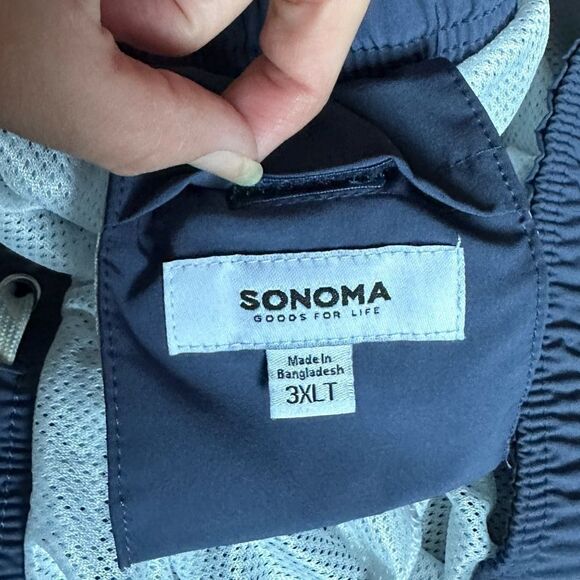 SONOMA
GOODS FOR LIFE
Made In
Bangladesh
3XLT